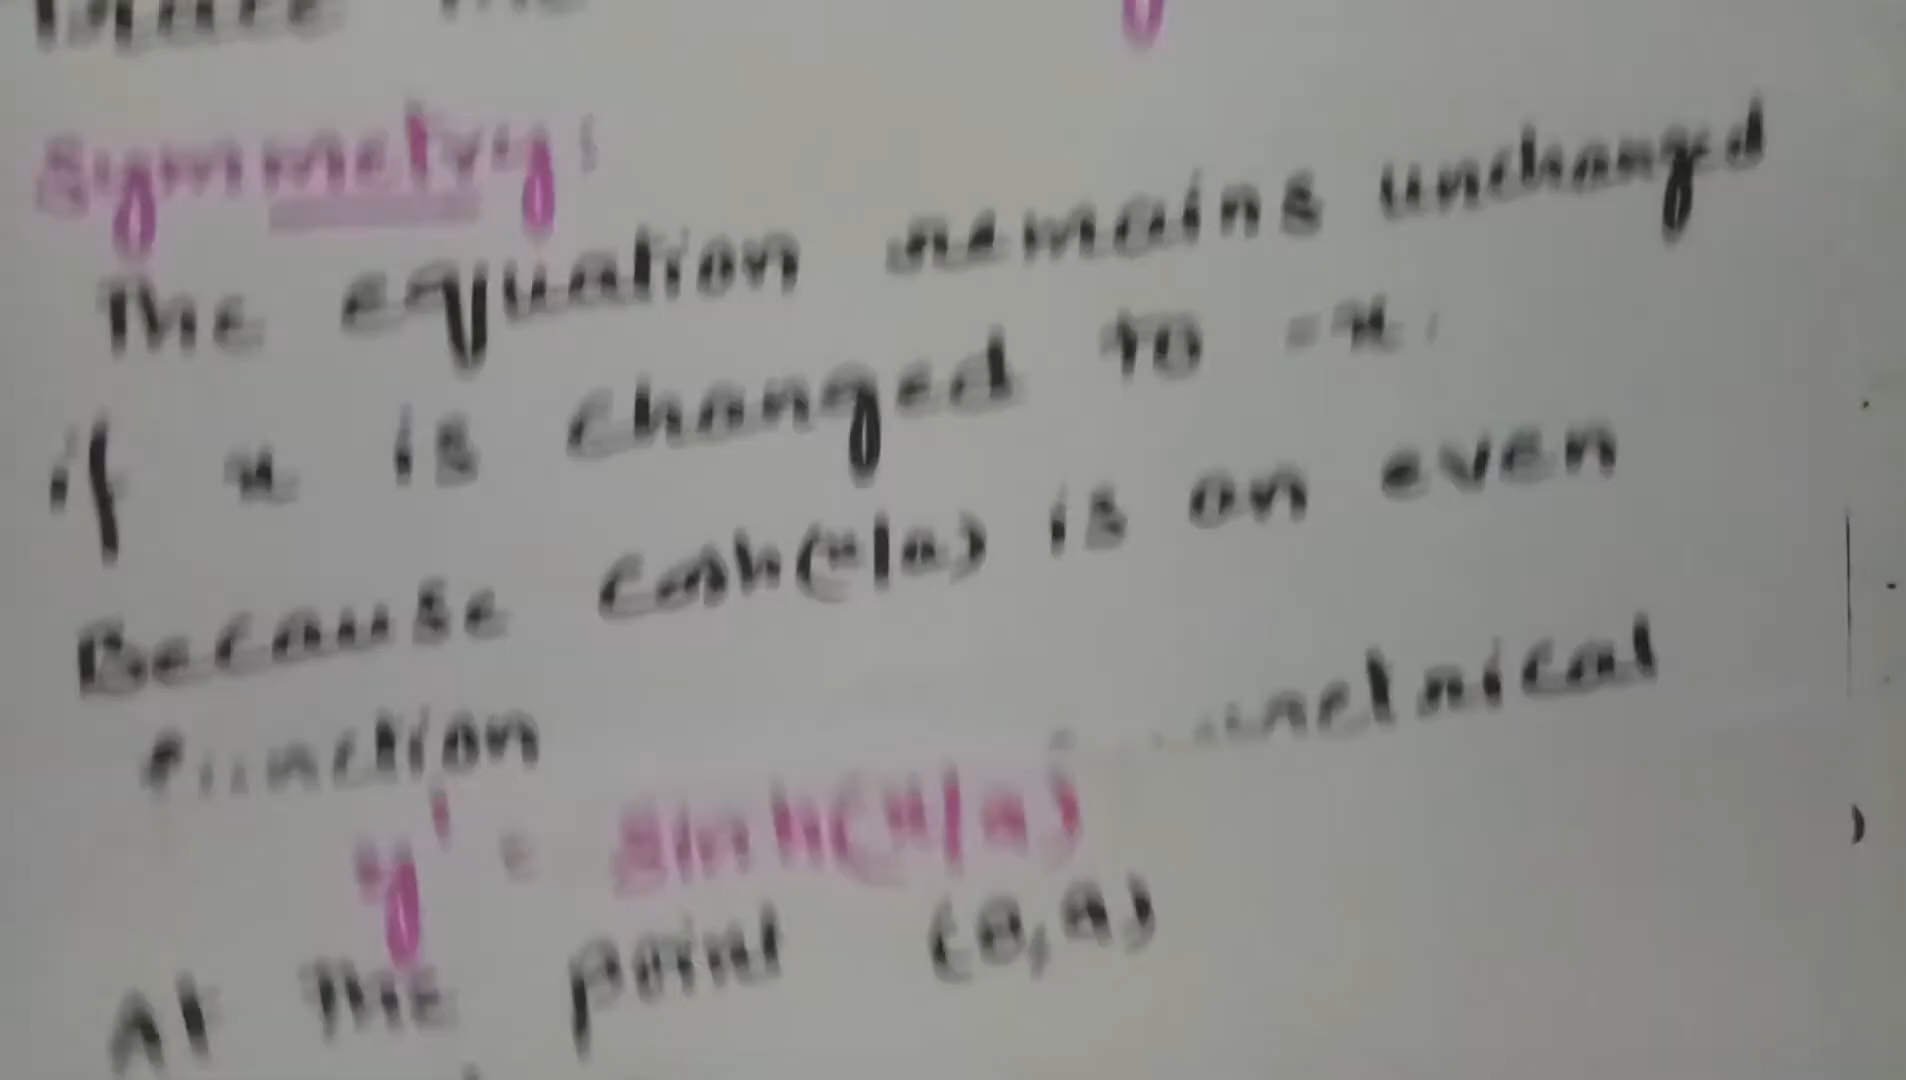 Symmetry:
The equation remains unchanged
if x is changed to -x.
Because cosh(x/a) is an even
function
y' = sinh(x/a)
At the point (0,a)